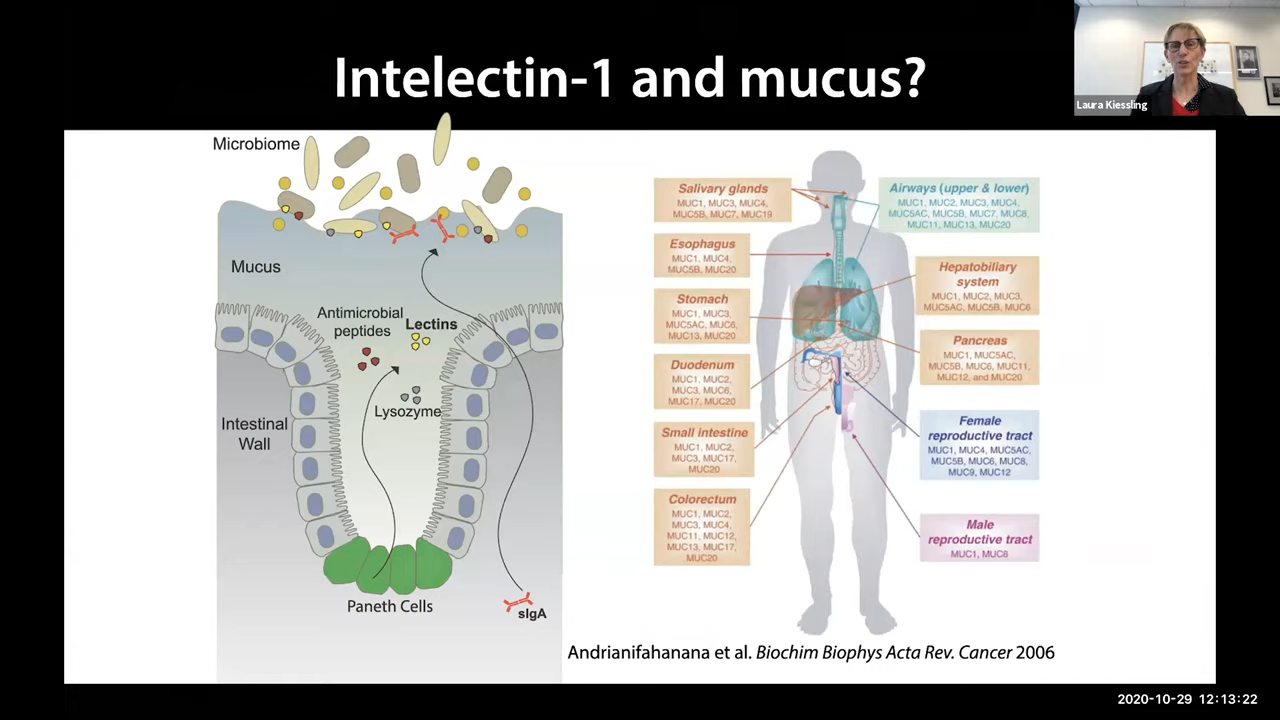 Intelectin-1 and mucus?
Laura Kiessling
Microbiome
Mucus
Antimicrobial
peptides
Lectins
Lysozyme
Intestinal
Wall
Paneth Cells
sIgA
Salivary glands
MUC1, MUC3, MUC4,
MUC5B, MUC7, MUC19
Esophagus
MUC1, MUC4,
MUC5B, MUC20
Stomach
MUC1, MUC3,
MUC5AC, MUC6,
MUC13, MUC20
Duodenum
MUC1, MUC2,
MUC3, MUC6,
MUC17, MUC20
Small intestine
MUC1, MUC2,
MUC3, MUC17,
MUC20
Colorectum
MUC1, MUC2,
MUC3, MUC4,
MUC11, MUC12,
MUC13, MUC17,
MUC20
Airways (upper & lower)
MUC1, MUC2, MUC3, MUC4,
MUC5AC, MUC5B, MUC7, MUC8,
MUC11, MUC13, MUC20
Hepatobiliary
system
MUC1, MUC2, MUC3,
MUC5AC, MUC5B, MUC6
Pancreas
MUC1, MUC5AC,
MUC5B, MUC6, MUC11,
MUC12, and MUC20
Female
reproductive tract
MUC1, MUC4, MUC5AC,
MUC5B, MUC6, MUC8,
MUC9, MUC12
Male
reproductive tract
MUC1, MUC8
Andrianifahanana et al. Biochim Biophys Acta Rev. Cancer 2006
2020-10-29 12:13:22